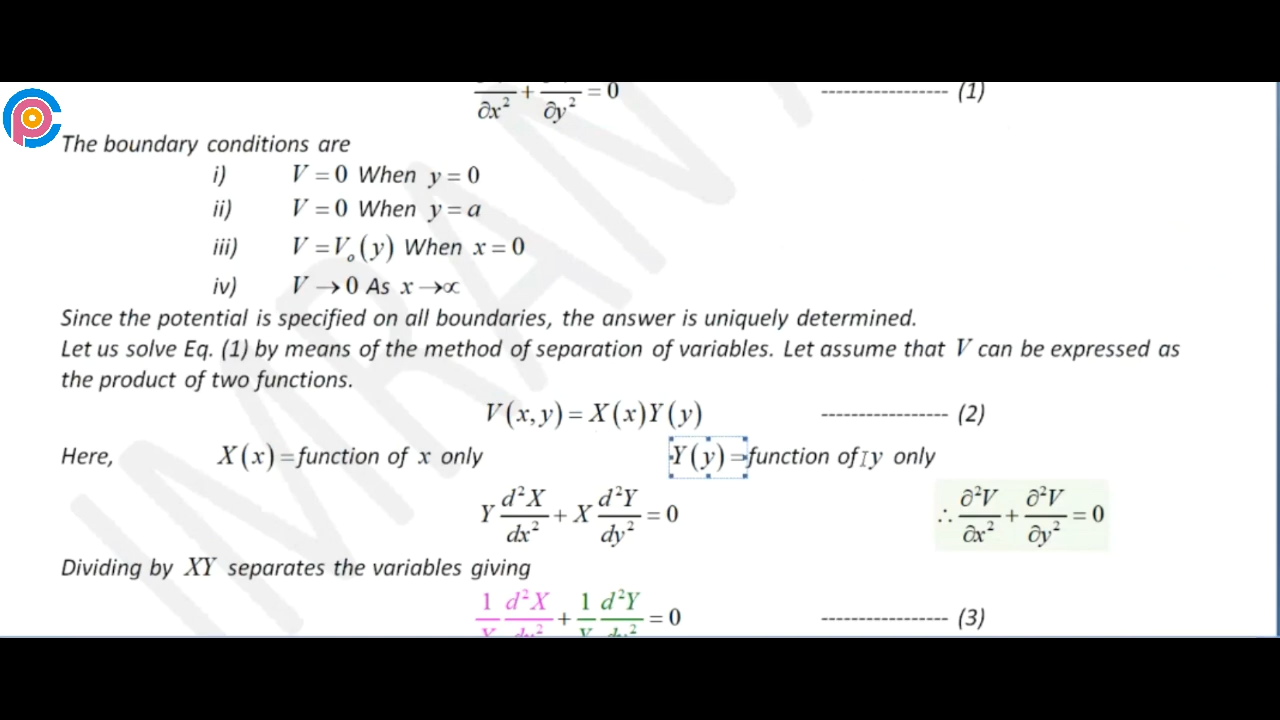 ∂x² + ∂y² = 0 ----------------- (1)
The boundary conditions are
i) V = 0 When y = 0
ii) V = 0 When y = a
iii) V = V₀(y) When x = 0
iv) V → 0 As x → ∝
Since the potential is specified on all boundaries, the answer is uniquely determined.
Let us solve Eq. (1) by means of the method of separation of variables. Let assume that V can be expressed as
the product of two functions.
V(x,y) = X(x)Y(y) ----------------- (2)
Here, X(x) = function of x only Y(y) = function of y only
Y d²X/dx² + X d²Y/dy² = 0 ∴ ∂²V/∂x² + ∂²V/∂y² = 0
Dividing by XY separates the variables giving
1/X d²X/dx² + 1/Y d²Y/dy² = 0 ----------------- (3)
IMRAN